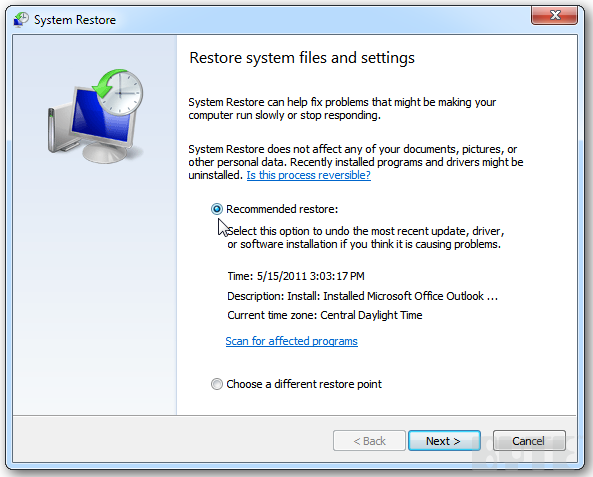 System Restore
Restore system files and settings
System Restore can help fix problems that might be making your
computer run slowly or stop responding.
System Restore does not affect any of your documents, pictures, or
other personal data. Recently installed programs and drivers might be
uninstalled. Is this process reversible?
Recommended restore:
Select this option to undo the most recent update, driver,
or software installation if you think it is causing problems.
Time: 5/15/2011 3:03:17 PM
Description: Install: Installed Microsoft Office Outlook ...
Current time zone: Central Daylight Time
Scan for affected programs
Choose a different restore point
< Back Next > Cancel